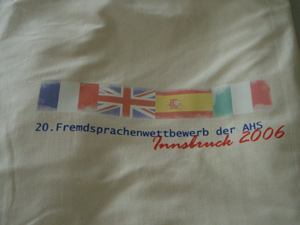 20.Fremdsprachenwettbewerb der AHS
Innsbruck 2006